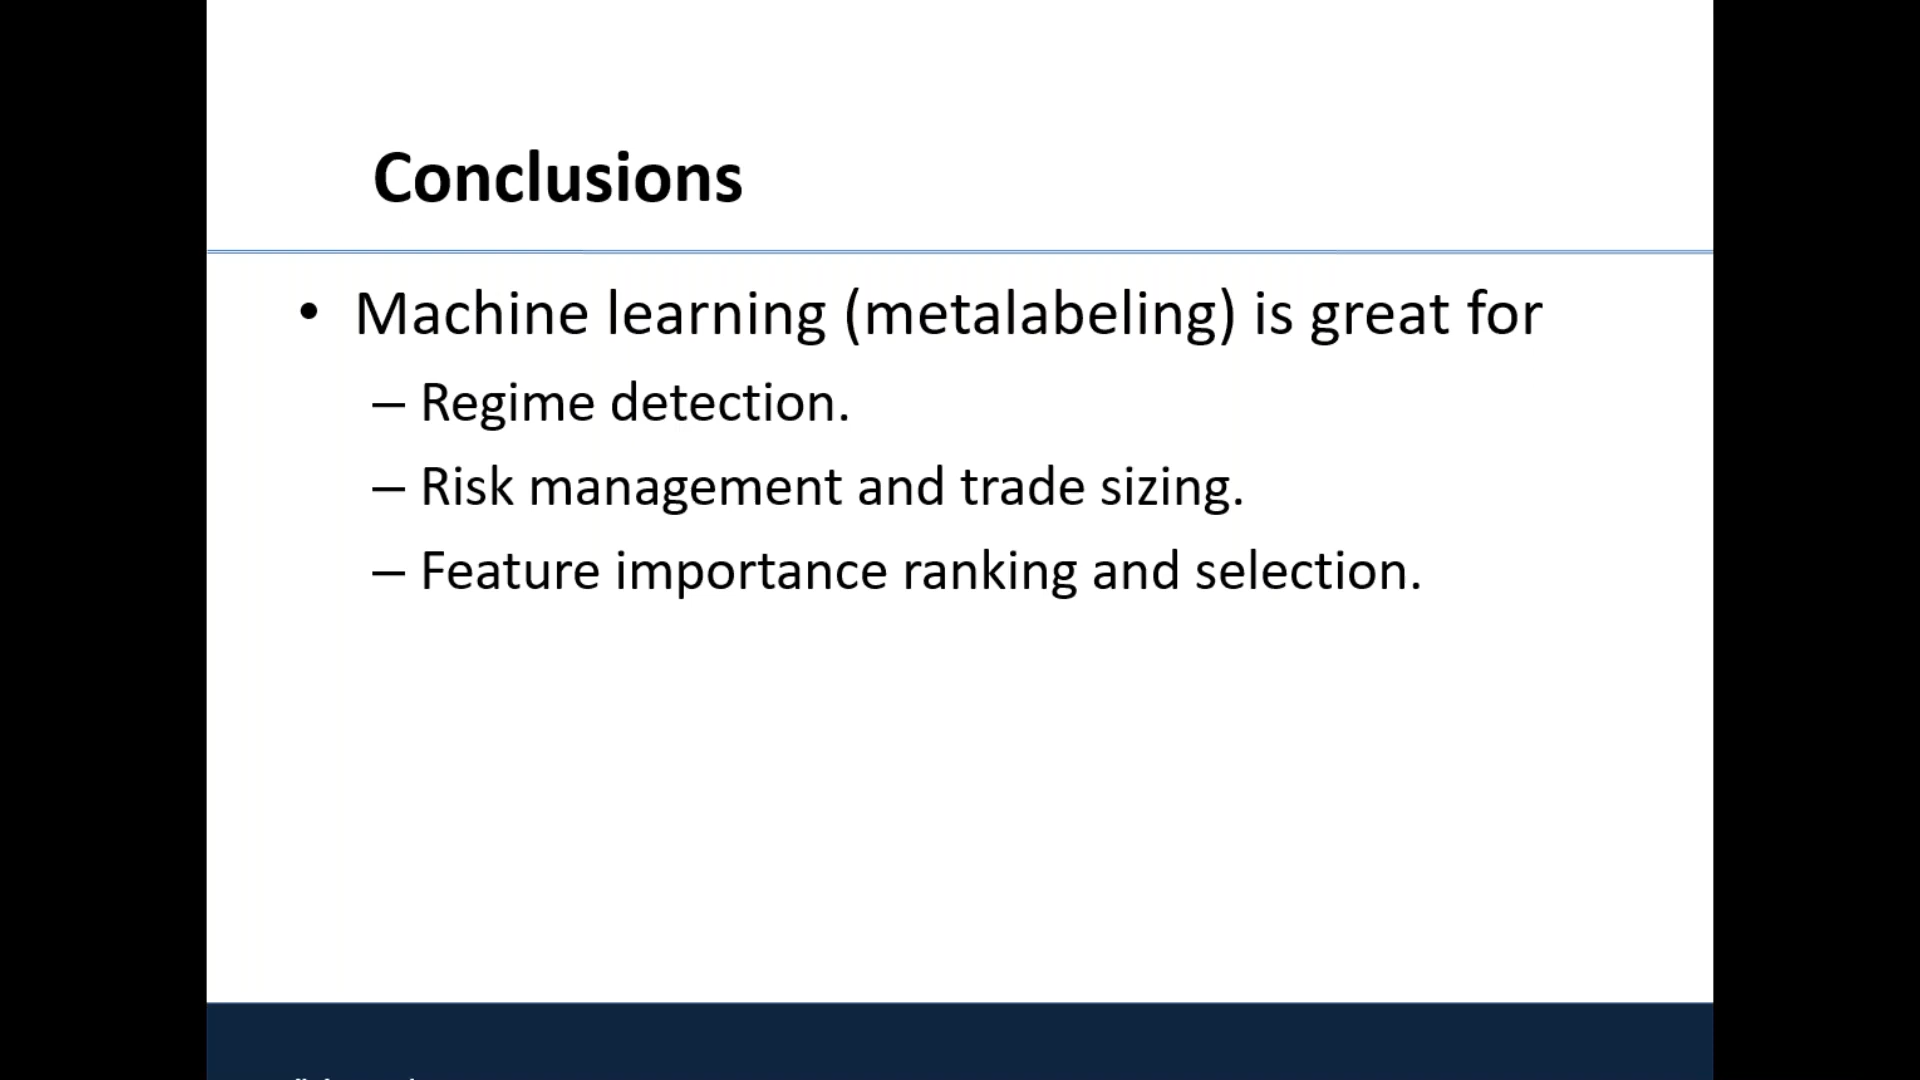 Conclusions
• Machine learning (metalabeling) is great for
– Regime detection.
– Risk management and trade sizing.
– Feature importance ranking and selection.